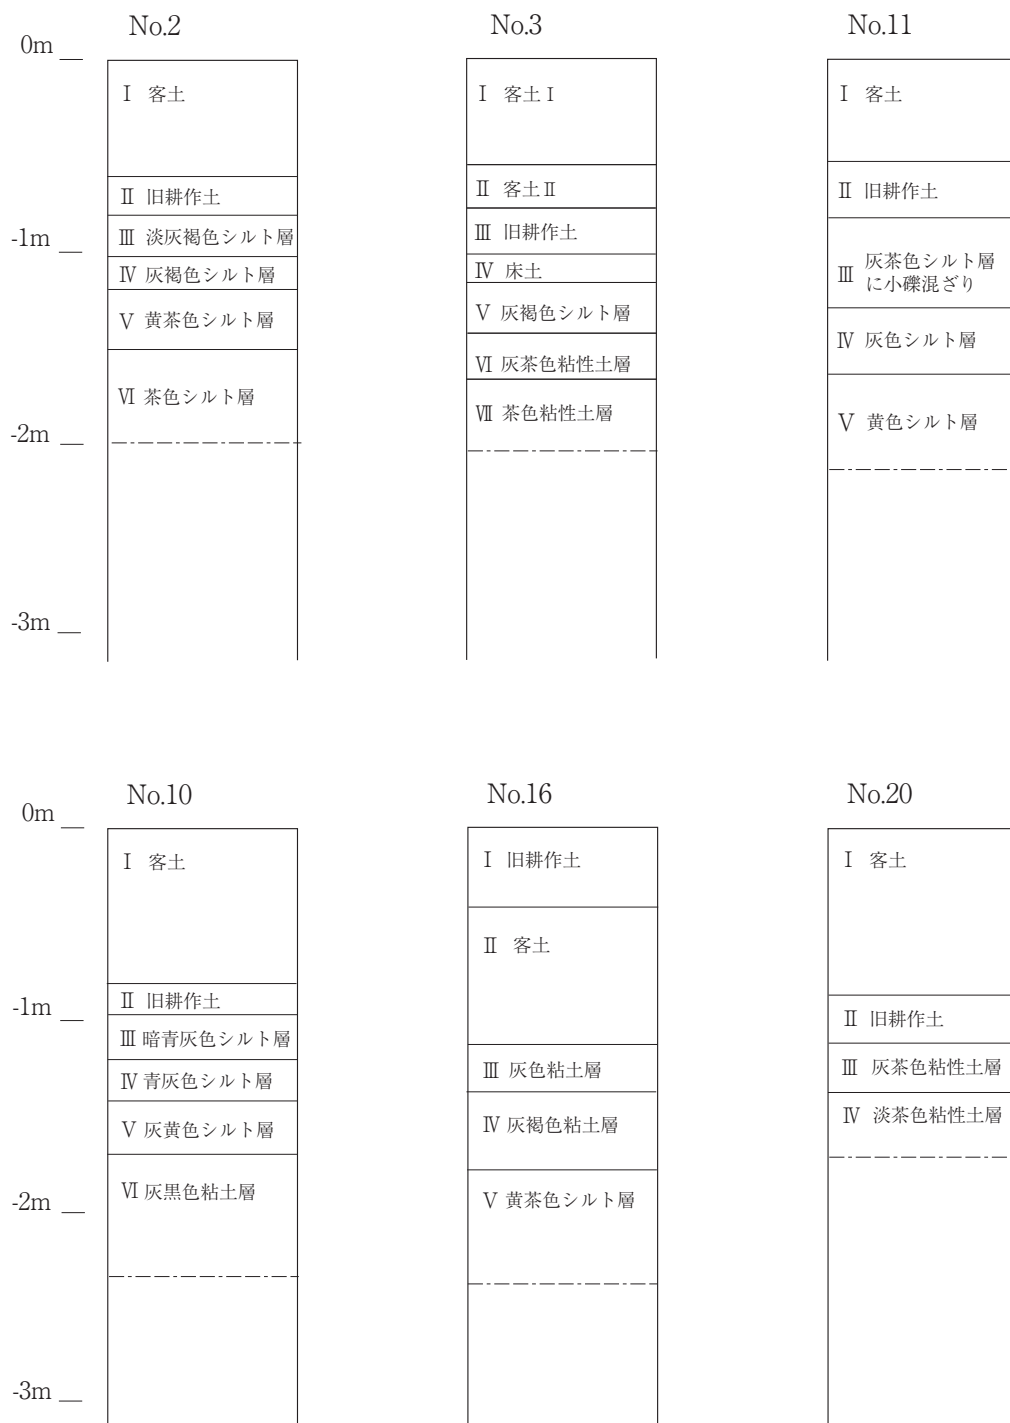 No.2
0m
Ⅰ 客土
Ⅱ 旧耕作土
Ⅲ 淡灰褐色シルト層
-1m
Ⅳ 灰褐色シルト層
Ⅴ 黄茶色シルト層
Ⅵ 茶色シルト層
-2m
-3m
No.3
Ⅰ 客土Ⅰ
Ⅱ 客土Ⅱ
Ⅲ 旧耕作土
Ⅳ 床土
Ⅴ 灰褐色シルト層
Ⅵ 灰茶色粘性土層
Ⅶ 茶色粘性土層
No.11
Ⅰ 客土
Ⅱ 旧耕作土
Ⅲ 灰茶色シルト層
に小礫混ざり
Ⅳ 灰色シルト層
Ⅴ 黄色シルト層
No.10
0m
Ⅰ 客土
-1m
Ⅱ 旧耕作土
Ⅲ 暗青灰色シルト層
Ⅳ 青灰色シルト層
Ⅴ 灰黄色シルト層
Ⅵ 灰黒色粘土層
-2m
-3m
No.16
Ⅰ 旧耕作土
Ⅱ 客土
Ⅲ 灰色粘土層
Ⅳ 灰褐色粘土層
Ⅴ 黄茶色シルト層
No.20
Ⅰ 客土
Ⅱ 旧耕作土
Ⅲ 灰茶色粘性土層
Ⅳ 淡茶色粘性土層